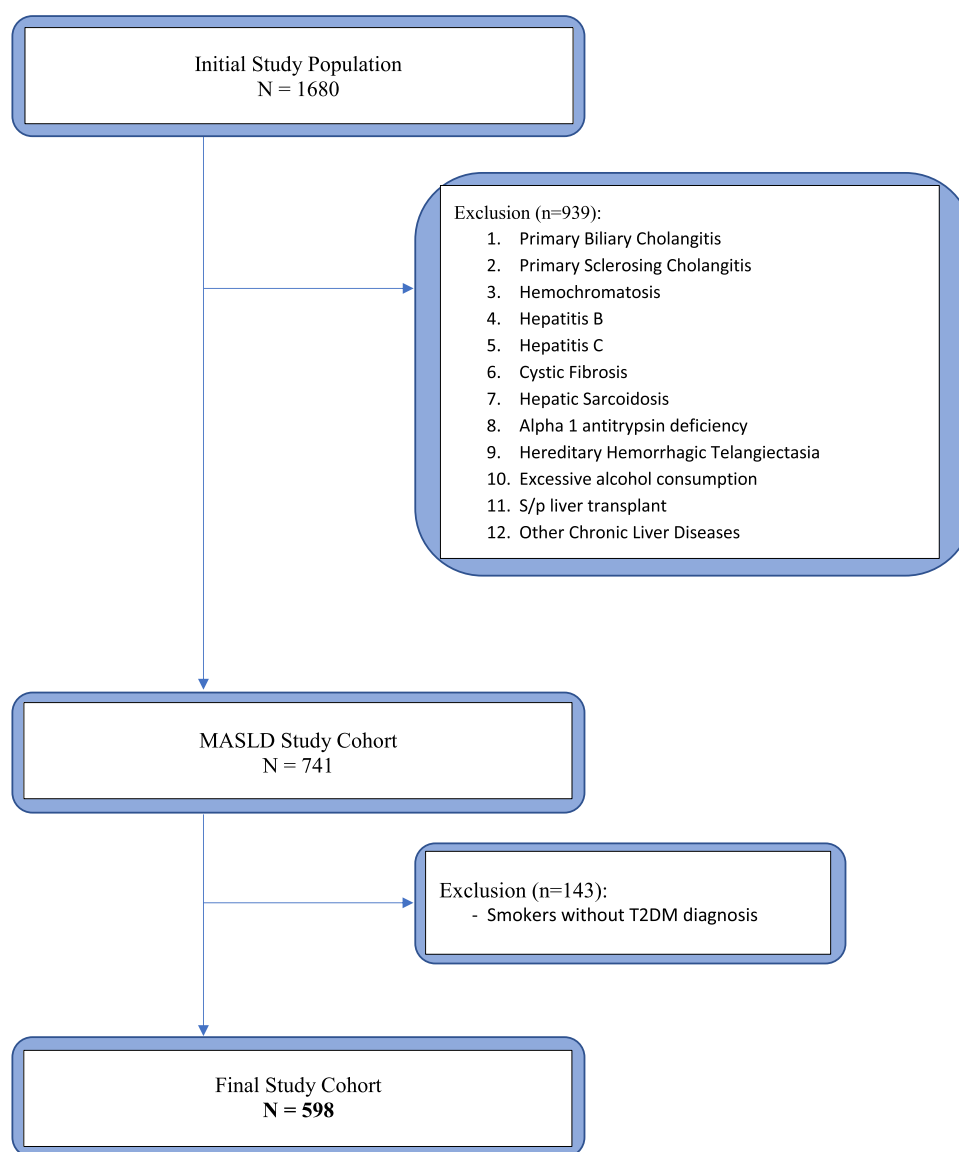 Initial Study Population
N = 1680
Exclusion (n=939):
1. Primary Biliary Cholangitis
2. Primary Sclerosing Cholangitis
3. Hemochromatosis
4. Hepatitis B
5. Hepatitis C
6. Cystic Fibrosis
7. Hepatic Sarcoidosis
8. Alpha 1 antitrypsin deficiency
9. Hereditary Hemorrhagic Telangiectasia
10. Excessive alcohol consumption
11. S/p liver transplant
12. Other Chronic Liver Diseases
MASLD Study Cohort
N = 741
Exclusion (n=143):
- Smokers without T2DM diagnosis
Final Study Cohort
N = 598